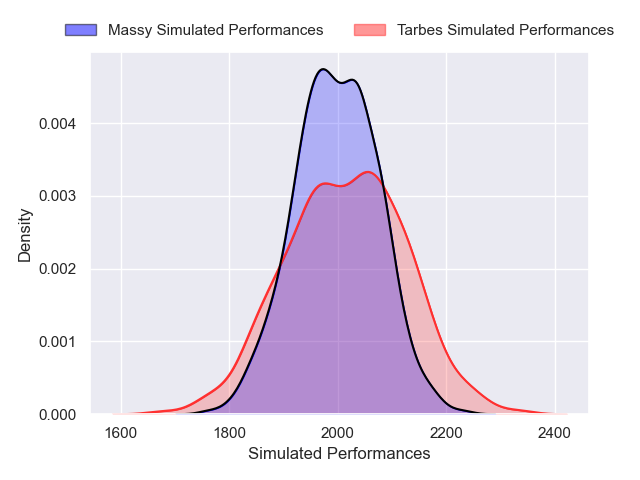 Massy Simulated Performances Tarbes Simulated Performances
0.004
0.003
0.002
0.001
0.000
Density
1600 1800 2000 2200 2400
Simulated Performances